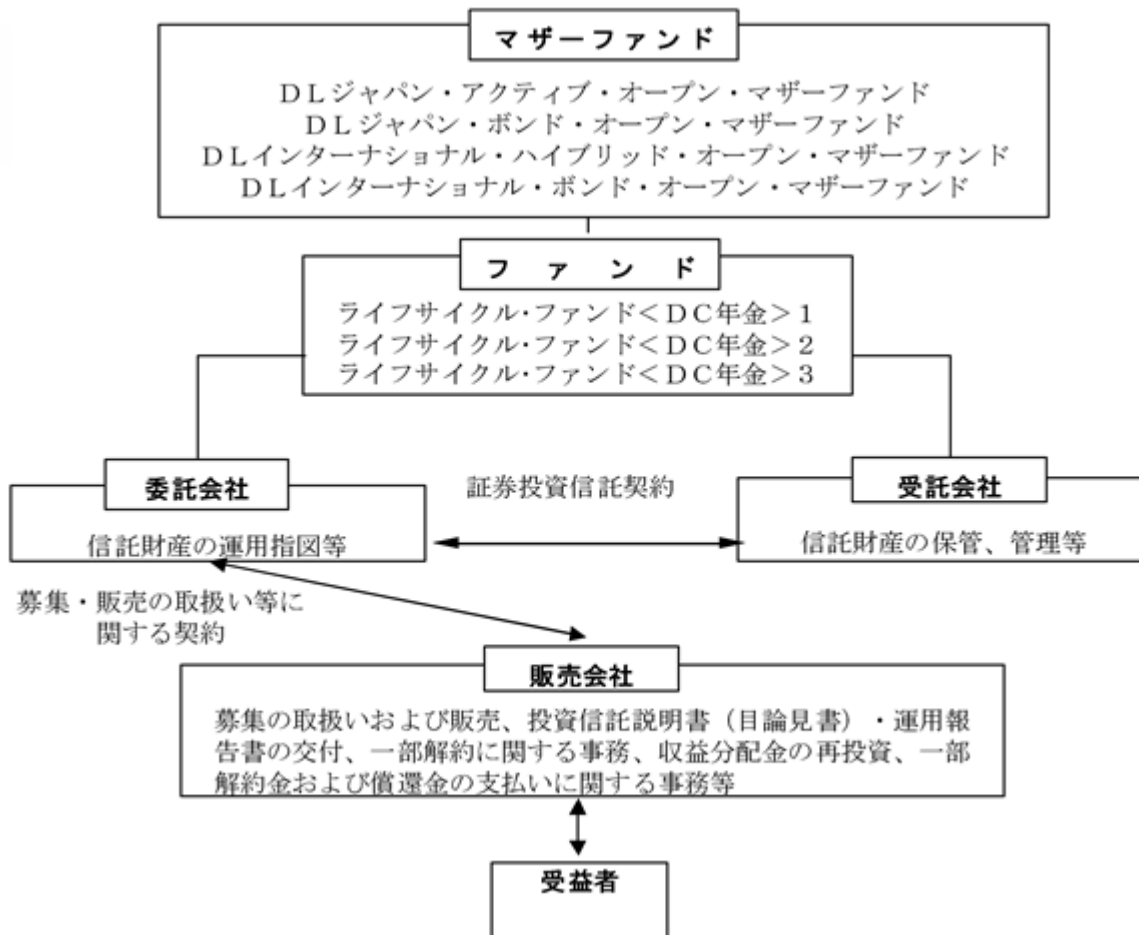 マザーファンド
ＤＬジャパン・アクティブ・オープン・マザーファンド
ＤＬジャパン・ボンド・オープン・マザーファンド
ＤＬインターナショナル・ハイブリッド・オープン・マザーファンド
ＤＬインターナショナル・ボンド・オープン・マザーファンド
ファンド
ライフサイクル・ファンド＜ＤＣ年金＞１
ライフサイクル・ファンド＜ＤＣ年金＞２
ライフサイクル・ファンド＜ＤＣ年金＞３
委託会社
信託財産の運用指図等
証券投資信託契約
受託会社
信託財産の保管、管理等
募集・販売の取扱い等に
関する契約
販売会社
募集の取扱いおよび販売、投資信託説明書（目論見書）・運用報
告書の交付、一部解約に関する事務、収益分配金の再投資、一部
解約金および償還金の支払いに関する事務等
受益者